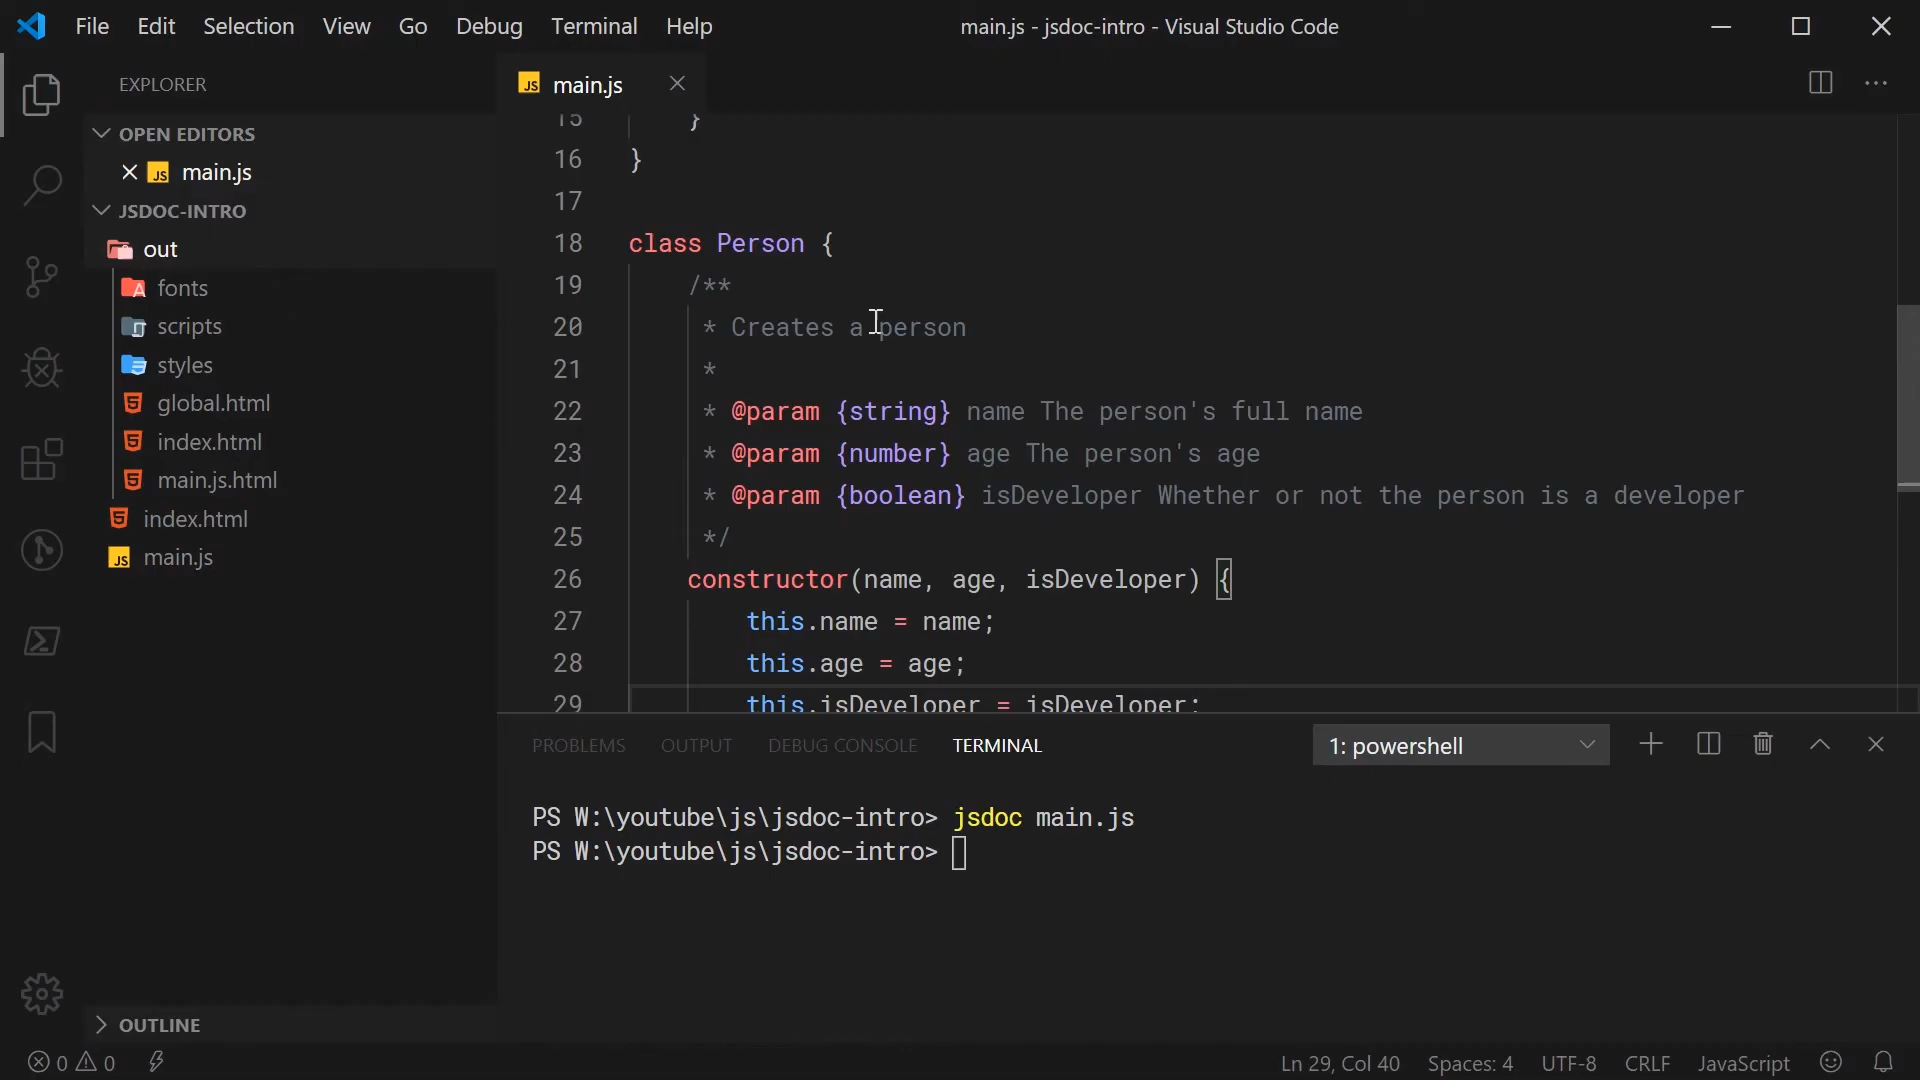 File Edit Selection View Go Debug Terminal Help
main.js - jsdoc-intro - Visual Studio Code
EXPLORER
OPEN EDITORS
JS main.js
JSDOC-INTRO
out
fonts
scripts
styles
global.html
index.html
main.js.html
index.html
JS main.js
OUTLINE
JS main.js
15 }
16 }
17
18 class Person {
19 /**
20 * Creates a person
21 *
22 * @param {string} name The person's full name
23 * @param {number} age The person's age
24 * @param {boolean} isDeveloper Whether or not the person is a developer
25 */
26 constructor(name, age, isDeveloper) {
27 this.name = name;
28 this.age = age;
29 this.isDeveloper = isDeveloper;
PROBLEMS OUTPUT DEBUG CONSOLE TERMINAL 1: powershell
PS W:\youtube\js\jsdoc-intro> jsdoc main.js
PS W:\youtube\js\jsdoc-intro>
0 0 Ln 29, Col 40 Spaces: 4 UTF-8 CRLF JavaScript